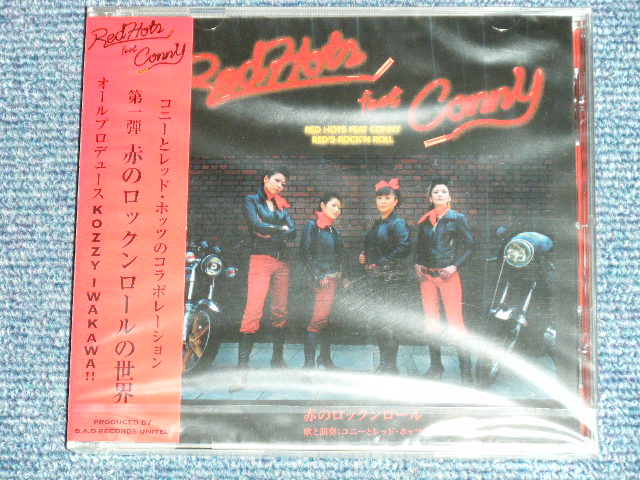 Red Hots
feat
Conny
コニーとレッド・ホッツのコラボレーション
第一弾 赤のロックンロールの世界
オールプロデュース KOZZY IWAKAWA!!
PRODUCED BY
B.A.D RECORDS UNITED
Red Hots
feat
Conny
RED HOTS FEAT CONNY
RED'S ROCK'N ROLL
赤のロックンロール
歌と演奏:コニーとレッド・ホッツ